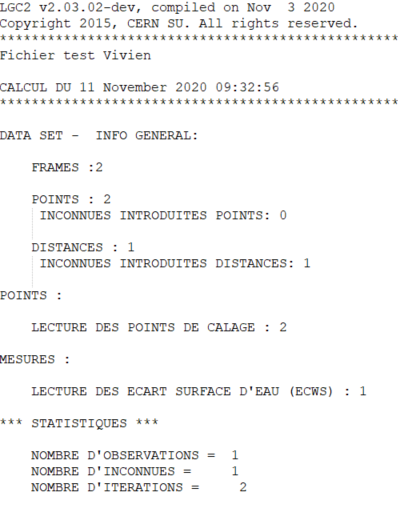 LGC2 v2.03.02-dev, compiled on Nov  3 2020
Copyright 2015, CERN SU. All rights reserved.
**************************************************
Fichier test Vivien
CALCUL DU 11 November 2020 09:32:56
**************************************************
DATA SET -  INFO GENERAL:
FRAMES :2
POINTS : 2
INCONNUES INTRODUITES POINTS: 0
DISTANCES : 1
INCONNUES INTRODUITES DISTANCES: 1
POINTS :
LECTURE DES POINTS DE CALAGE : 2
MESURES :
LECTURE DES ECART SURFACE D'EAU (ECWS) : 1
*** STATISTIQUES ***
NOMBRE D'OBSERVATIONS =  1
NOMBRE D'INCONNUES =     1
NOMBRE D'ITERATIONS =     2